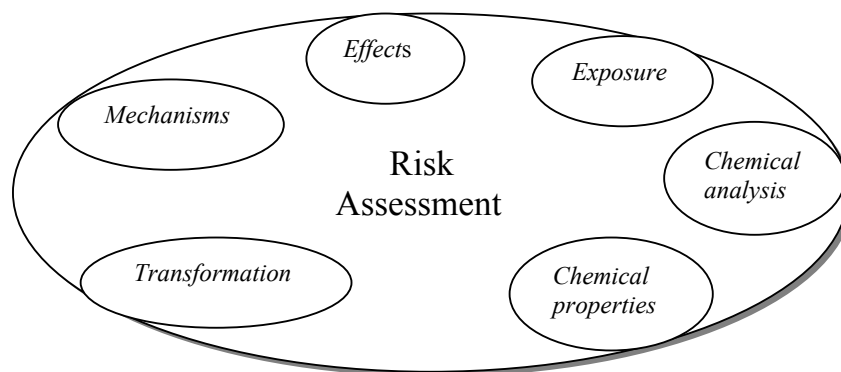 Effects
Exposure
Mechanisms
Chemical
analysis
Risk
Assessment
Transformation
Chemical
properties